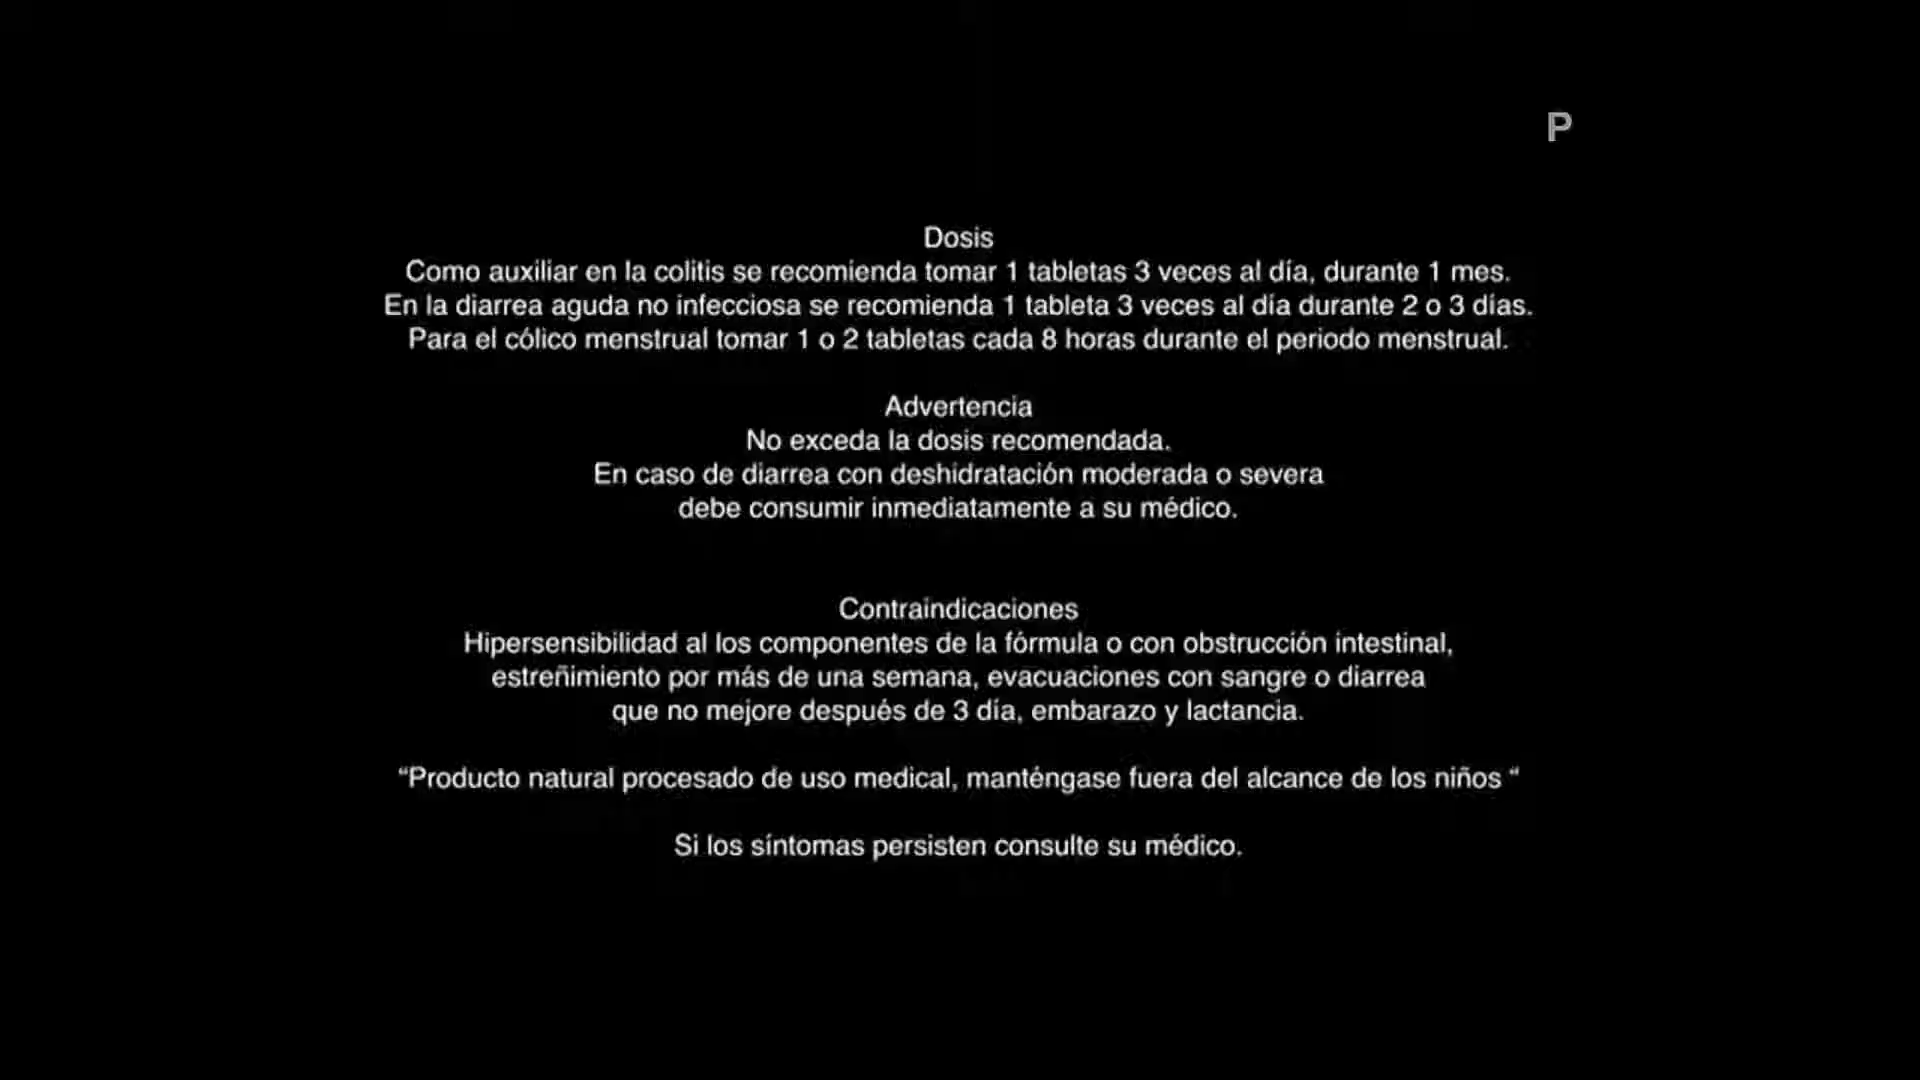 P
Dosis
Como auxiliar en la colitis se recomienda tomar 1 tabletas 3 veces al día, durante 1 mes.
En la diarrea aguda no infecciosa se recomienda 1 tableta 3 veces al día durante 2 o 3 días.
Para el cólico menstrual tomar 1 o 2 tabletas cada 8 horas durante el periodo menstrual.
Advertencia
No exceda la dosis recomendada.
En caso de diarrea con deshidratación moderada o severa
debe consumir inmediatamente a su médico.
Contraindicaciones
Hipersensibilidad al los componentes de la fórmula o con obstrucción intestinal,
estreñimiento por más de una semana, evacuaciones con sangre o diarrea
que no mejore después de 3 día, embarazo y lactancia.
“Producto natural procesado de uso medical, manténgase fuera del alcance de los niños “
Si los síntomas persisten consulte su médico.